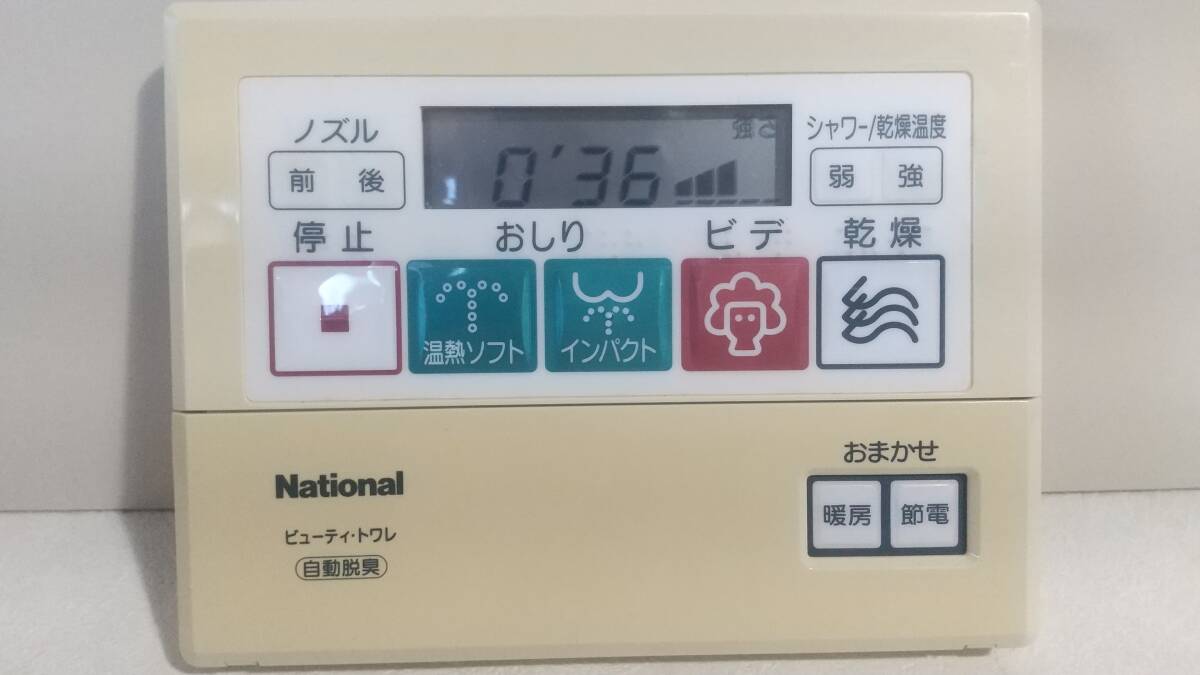 ノズル
前 後
強さ
0'36
シャワー/乾燥温度
弱 強
停止
おしり
ビデ
乾燥
温熱ソフト
インパクト
National
ビューティ・トワレ
自動脱臭
おまかせ
暖房 節電